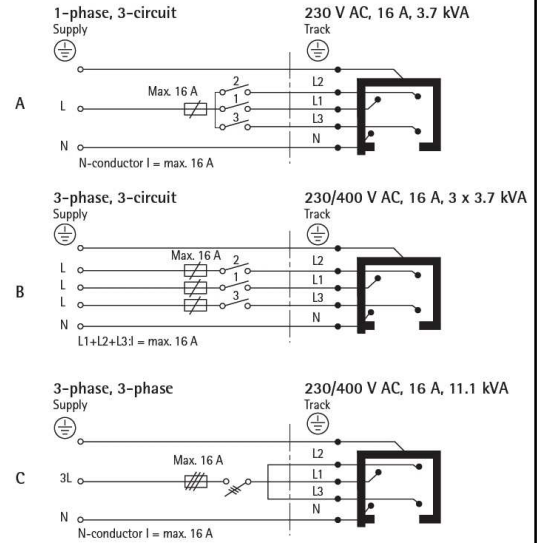 1-phase, 3-circuit 230 V AC, 16 A, 3.7 kVA
Supply Track
A
Max. 16 A 2 L2
L 1 L1
3 L3
N N
N-conductor I = max. 16 A
3-phase, 3-circuit 230/400 V AC, 16 A, 3 x 3.7 kVA
Supply Track
B
Max. 16 A
L 2 L2
L 1 L1
L 3 L3
N N
L1+L2+L3:I = max. 16 A
3-phase, 3-phase 230/400 V AC, 16 A, 11.1 kVA
Supply Track
C
Max. 16 A L2
3L L1
L3
N N
N-conductor I = max. 16 A